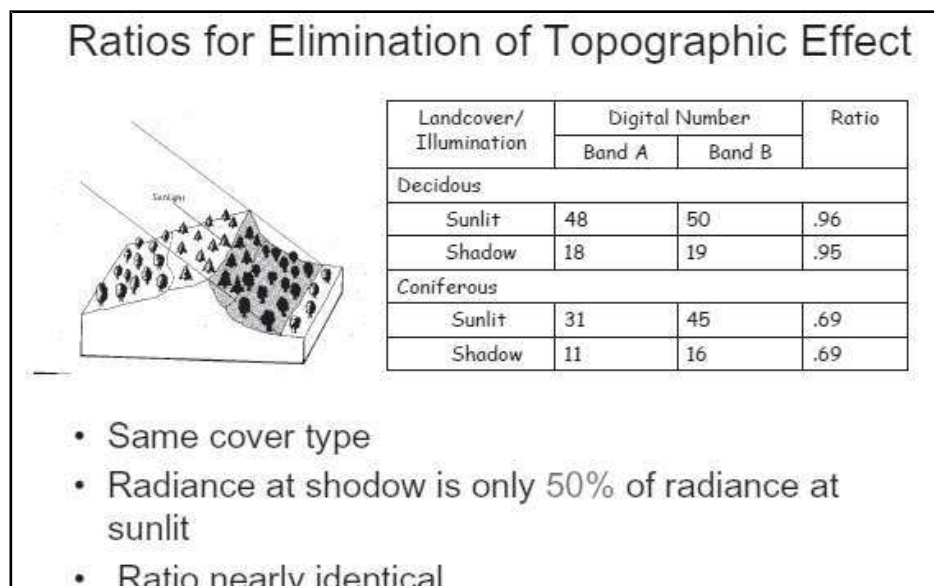 Ratios for Elimination of Topographic Effect
Sunlight
Landcover/ Illumination Digital Number Ratio
Band A Band B
Decidous
Sunlit 48 50 .96
Shadow 18 19 .95
Coniferous
Sunlit 31 45 .69
Shadow 11 16 .69
• Same cover type
• Radiance at shodow is only 50% of radiance at
sunlit
• Ratio nearly identical